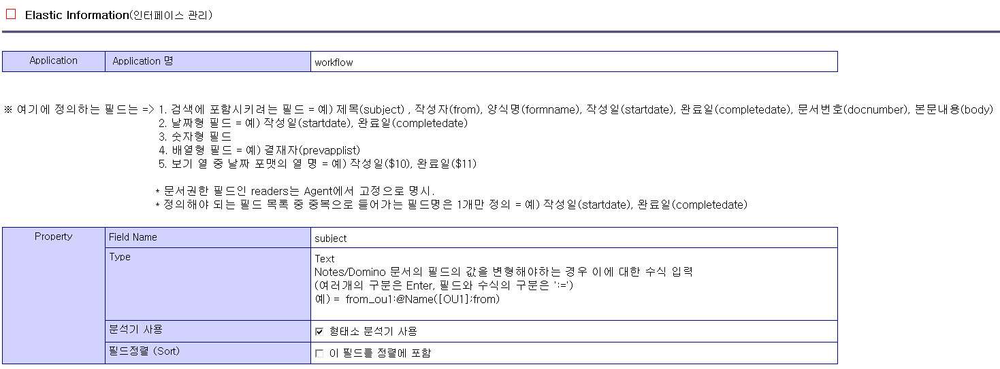 Elastic Information(인터페이스 관리)
Application Application 명 workflow
※ 여기에 정의하는 필드는 => 1. 검색에 포함시키려는 필드 = 예) 제목(subject) , 작성자(from), 양식명(formname), 작성일(startdate), 완료일(completedate), 문서번호(docnumber), 본문내용(body)
2. 날짜형 필드 = 예) 작성일(startdate), 완료일(completedate)
3. 숫자형 필드
4. 배열형 필드 = 예) 결재자(prevapplist)
5. 보기 열 중 날짜 포맷의 열 명 = 예) 작성일($10), 완료일($11)
* 문서권한 필드인 readers는 Agent에서 고정으로 명시.
* 정의해야 되는 필드 목록 중 중복으로 들어가는 필드명은 1개만 정의 = 예) 작성일(startdate), 완료일(completedate)
Property Field Name subject
Type Text
Notes/Domino 문서의 필드의 값을 변형해야하는 경우 이에 대한 수식 입력
(여러개의 구분은 Enter, 필드와 수식의 구분은 ':=')
예) = from_ou1:@Name([OU1];from)
분석기 사용 형태소 분석기 사용
필드정렬 (Sort) 이 필드를 정렬에 포함